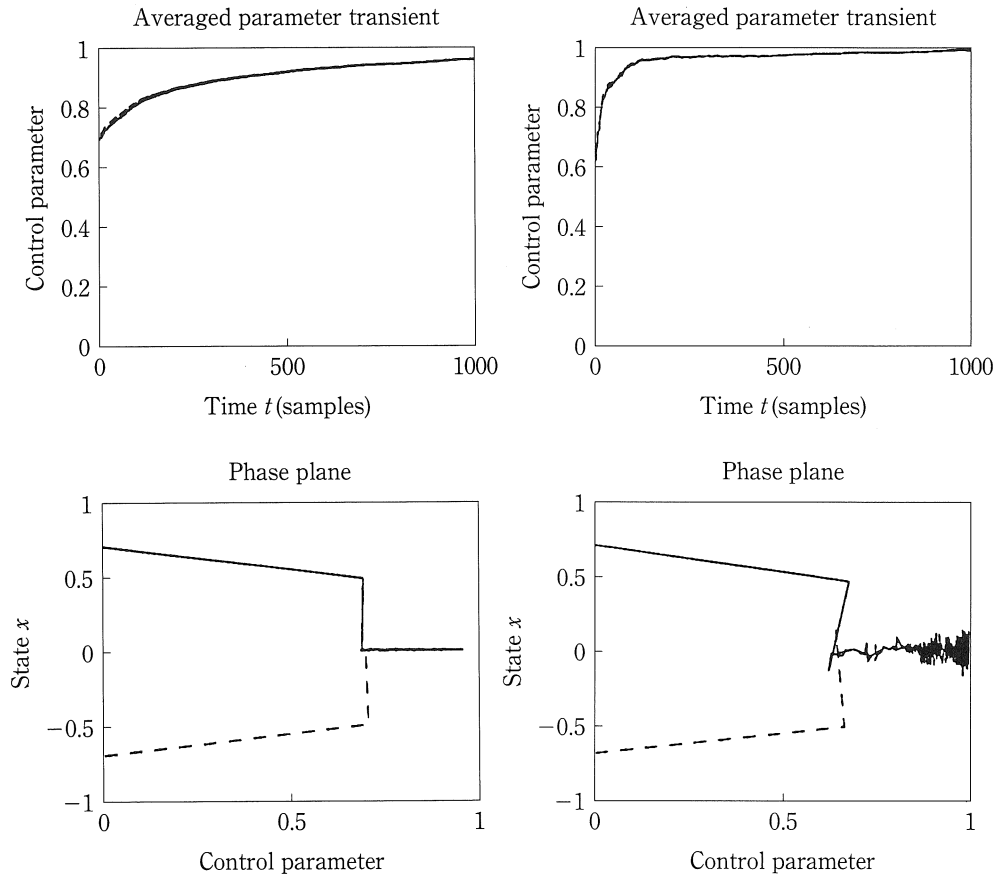 Averaged parameter transient
Control parameter
1
0.8
0.6
0.4
0.2
0
0
500
1000
Time t (samples)
Averaged parameter transient
Control parameter
1
0.8
0.6
0.4
0.2
0
0
500
1000
Time t (samples)
Phase plane
State x
1
0.5
0
−0.5
−1
0
0.5
1
Control parameter
Phase plane
State x
1
0.5
0
−0.5
−1
0
0.5
1
Control parameter